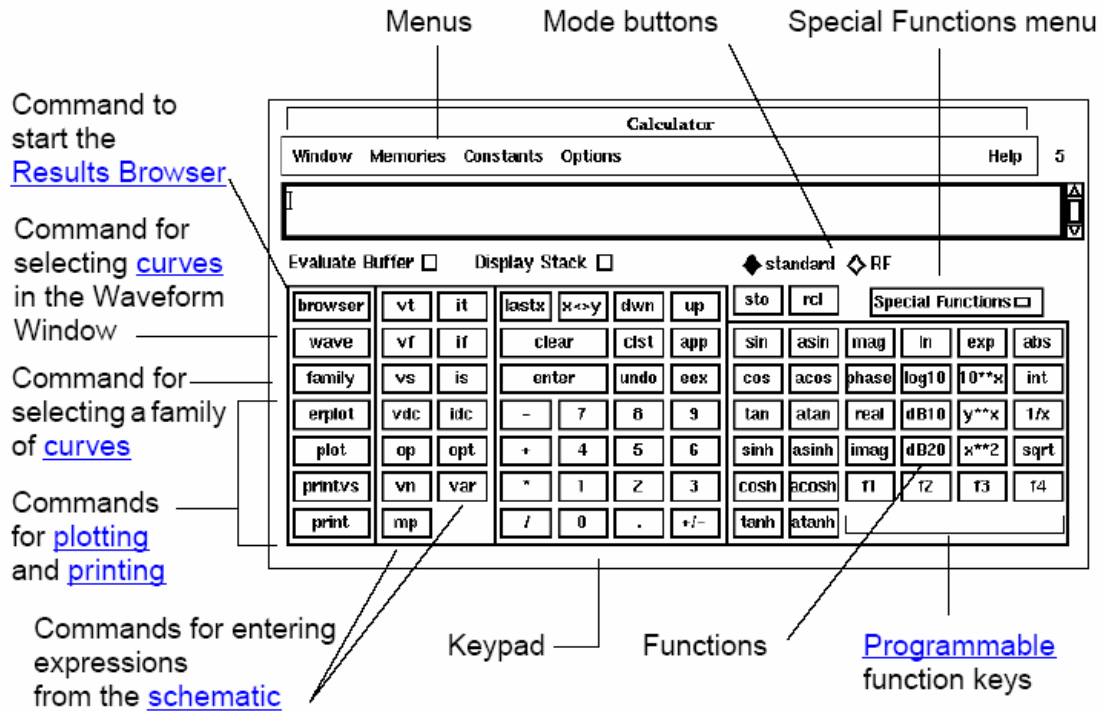 Menus Mode buttons Special Functions menu
Command to
start the
Results Browser
Command for
selecting curves
in the Waveform
Window
Command for
selecting a family
of curves
Commands
for plotting
and printing
Calculator
Window Memories Constants Options Help 5
Evaluate Buffer Display Stack standard RF
browser vt it lastx x<>y dwn up sto rcl Special Functions
wave vf if clear clst app sin asin mag ln exp abs
family vs is enter undo eex cos acos phase log10 10**x int
erplot vdc idc - 7 8 9 tan atan real dB10 y**x 1/x
plot op opt + 4 5 6 sinh asinh imag dB20 x**2 sqrt
printvs vn var * 1 2 3 cosh acosh f1 f2 f3 f4
print mp / 0 . +/- tanh atanh
Commands for entering
expressions
from the schematic
Keypad Functions Programmable
function keys